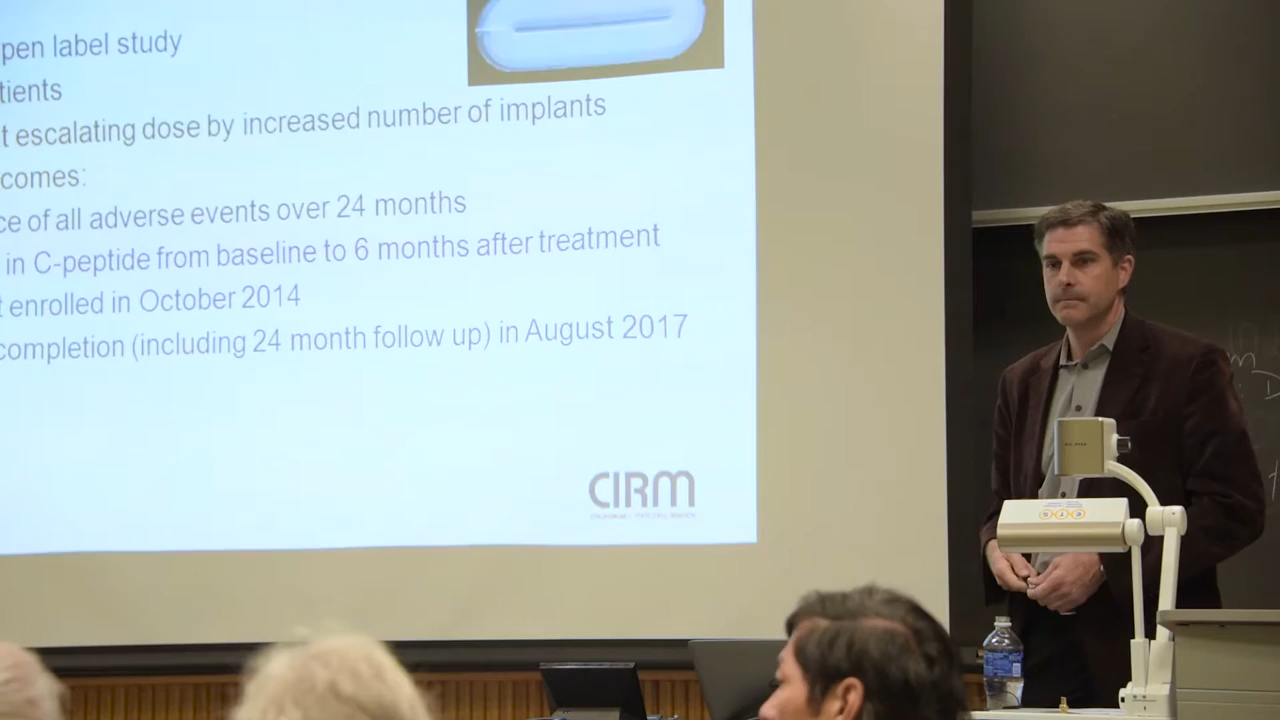 pen label study
tients
t escalating dose by increased number of implants
comes:
ce of all adverse events over 24 months
in C-peptide from baseline to 6 months after treatment
t enrolled in October 2014
completion (including 24 month follow up) in August 2017
CIRM
ETS